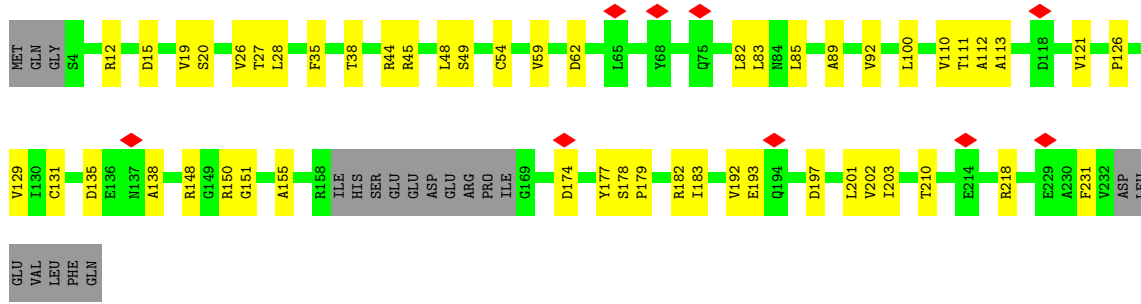 MET GLN GLY S4 R12 D15 V19 S20 V26 T27 L28 F35 T38 R44 R45 L48 S49 C54 V59 D62 L65 Y68 Q75 L82 L83 N84 L85 A89 V92 L100 V110 T111 A112 A113 D118 V121 P126
V129 I130 C131 D135 E136 N137 A138 R148 G149 R150 G151 A155 R158 ILE HIS SER GLU GLU ASP GLU ARG PRO ILE G169 D174 Y177 S178 P179 R182 I183 V192 E193 Q194 D197 L201 V202 I203 T210 E214 R218 E229 A230 F231 V232 ASP LEU
GLU VAL LEU PHE GLN